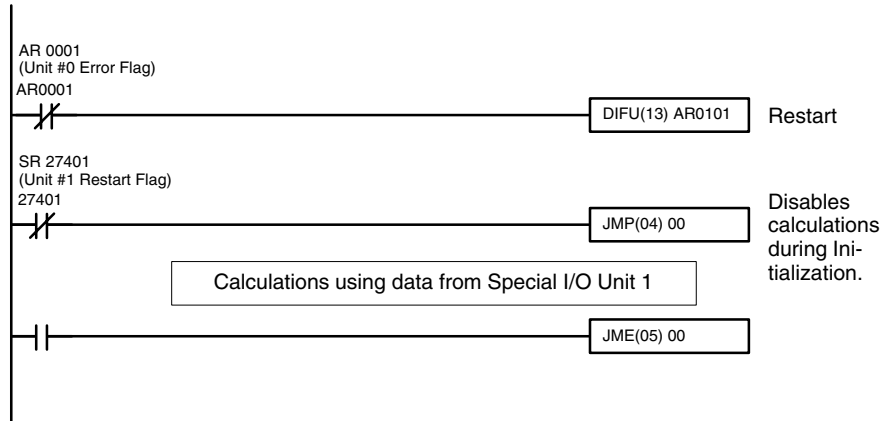 AR 0001
(Unit #0 Error Flag)
AR0001
DIFU(13) AR0101
Restart
SR 27401
(Unit #1 Restart Flag)
27401
JMP(04) 00
Disables
calculations
during Ini-
tialization.
Calculations using data from Special I/O Unit 1
JME(05) 00